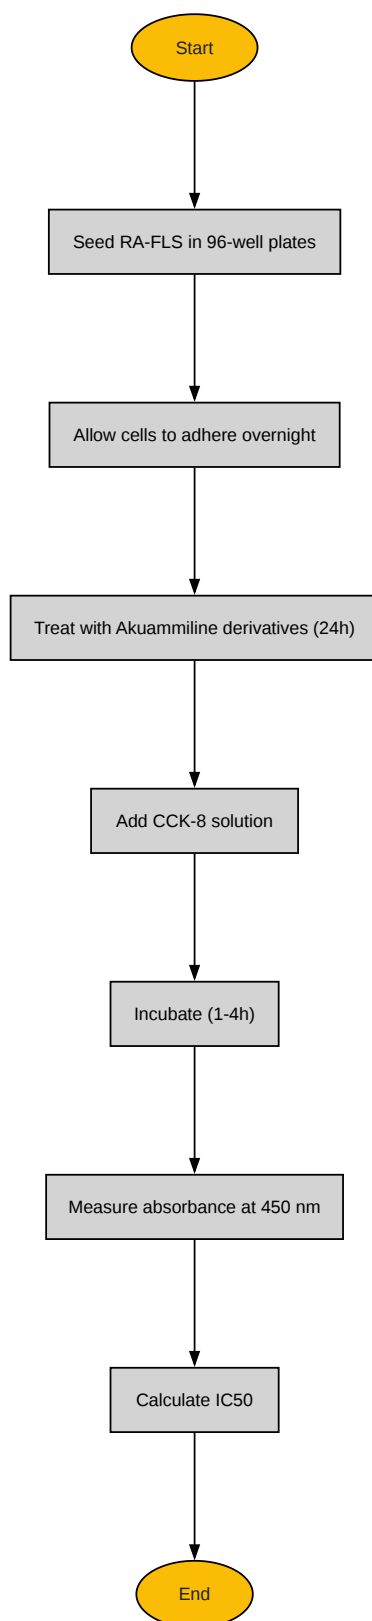 Start
Seed RA-FLS in 96-well plates
Allow cells to adhere overnight
Treat with Akuammiline derivatives (24h)
Add CCK-8 solution
Incubate (1-4h)
Measure absorbance at 450 nm
Calculate IC50
End